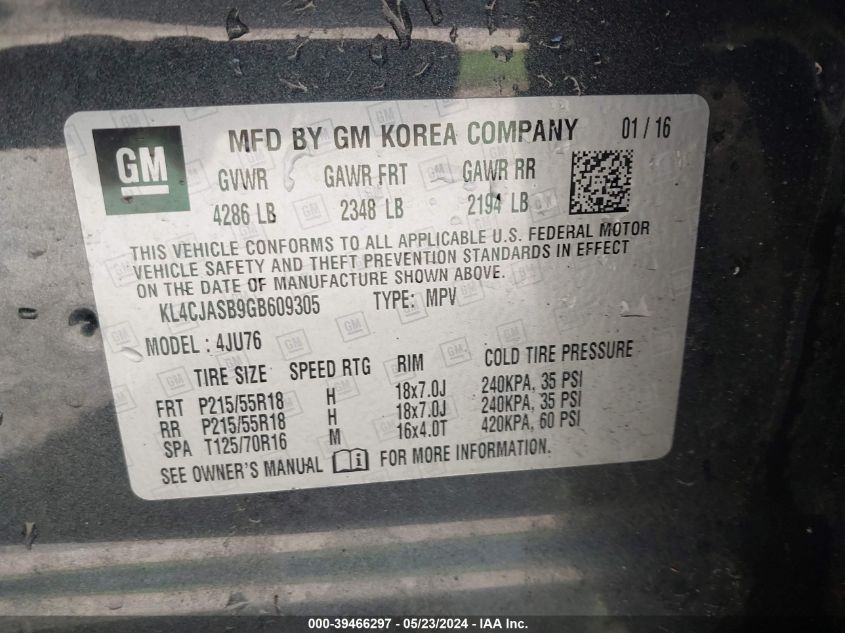 GM
MFD BY GM KOREA COMPANY 01 / 16
GVWR GAWR FRT GAWR RR
4286 LB 2348 LB 2194 LB
THIS VEHICLE CONFORMS TO ALL APPLICABLE U.S. FEDERAL MOTOR
VEHICLE SAFETY AND THEFT PREVENTION STANDARDS IN EFFECT
ON THE DATE OF MANUFACTURE SHOWN ABOVE.
KL4CJASB9GB609305 TYPE: MPV
MODEL : 4JU76
TIRE SIZE SPEED RTG RIM COLD TIRE PRESSURE
FRT P215/55R18 H 18x7.0J 240KPA, 35 PSI
RR P215/55R18 H 18x7.0J 240KPA, 35 PSI
SPA T125/70R16 M 16x4.0T 420KPA, 60 PSI
SEE OWNER'S MANUAL FOR MORE INFORMATION.
000-39466297 - 05/23/2024 - IAA Inc.